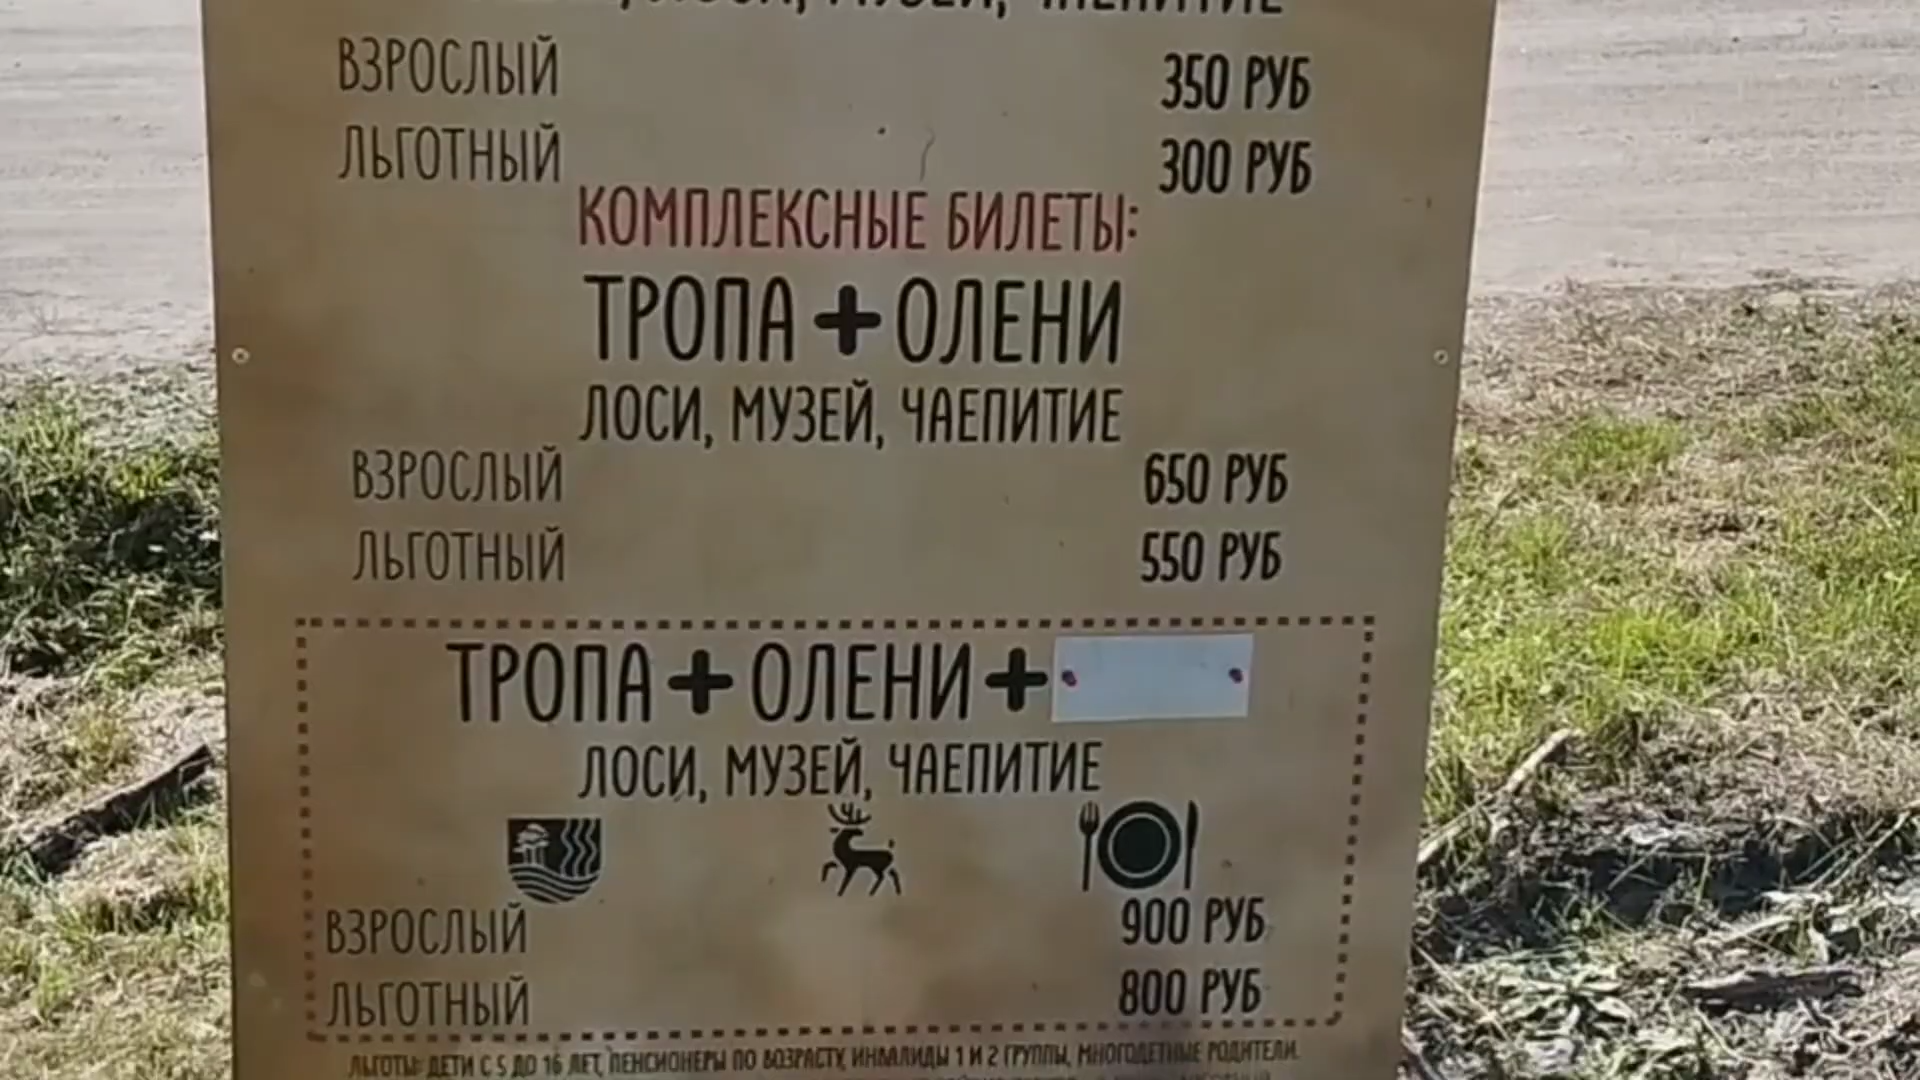 МУЗЕЙ, ЧАЕПИТИЕ
ВЗРОСЛЫЙ 350 РУБ
ЛЬГОТНЫЙ 300 РУБ
КОМПЛЕКСНЫЕ БИЛЕТЫ:
ТРОПА + ОЛЕНИ
ЛОСИ, МУЗЕЙ, ЧАЕПИТИЕ
ВЗРОСЛЫЙ 650 РУБ
ЛЬГОТНЫЙ 550 РУБ
ТРОПА + ОЛЕНИ +
ЛОСИ, МУЗЕЙ, ЧАЕПИТИЕ
ВЗРОСЛЫЙ 900 РУБ
ЛЬГОТНЫЙ 800 РУБ
ЛЬГОТЫ: ДЕТИ С 5 ДО 16 ЛЕТ, ПЕНСИОНЕРЫ ПО ВОЗРАСТУ, ИНВАЛИДЫ 1 И 2 ГРУППЫ, МНОГОДЕТНЫЕ РОДИТЕЛИ.